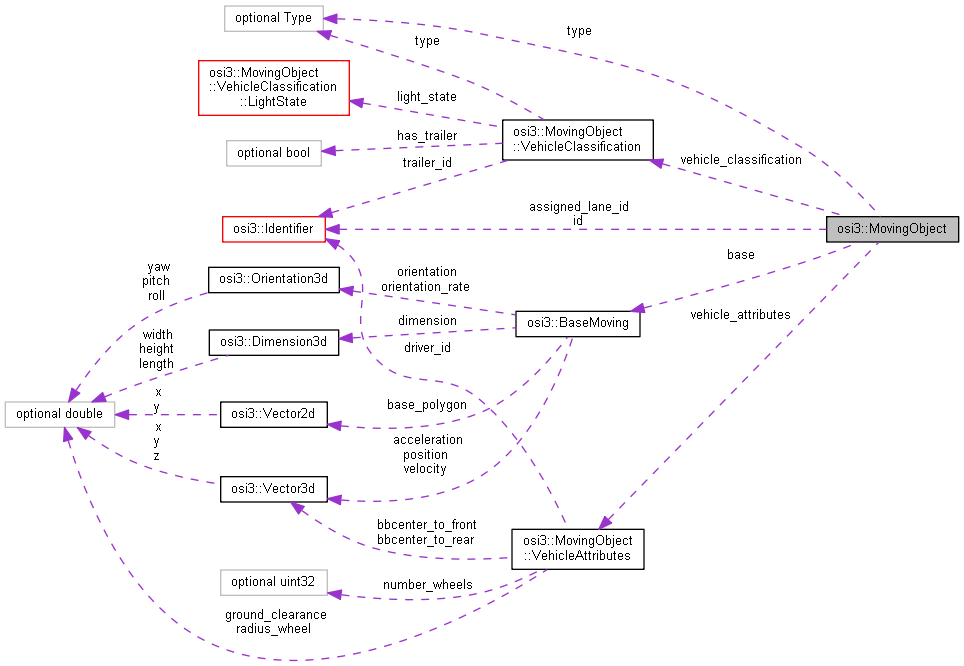 optional Type
type
type
osi3::MovingObject
::VehicleClassification
::LightState
light_state
osi3::MovingObject
::VehicleClassification
has_trailer
optional bool
trailer_id
vehicle_classification
assigned_lane_id
id
osi3::Identifier
osi3::MovingObject
base
yaw
pitch
roll
osi3::Orientation3d
orientation
orientation_rate
vehicle_attributes
osi3::BaseMoving
dimension
width
height
length
osi3::Dimension3d
driver_id
x
y
optional double
osi3::Vector2d
base_polygon
x
y
z
acceleration
position
velocity
osi3::Vector3d
bbcenter_to_front
bbcenter_to_rear
osi3::MovingObject
::VehicleAttributes
optional uint32
number_wheels
ground_clearance
radius_wheel